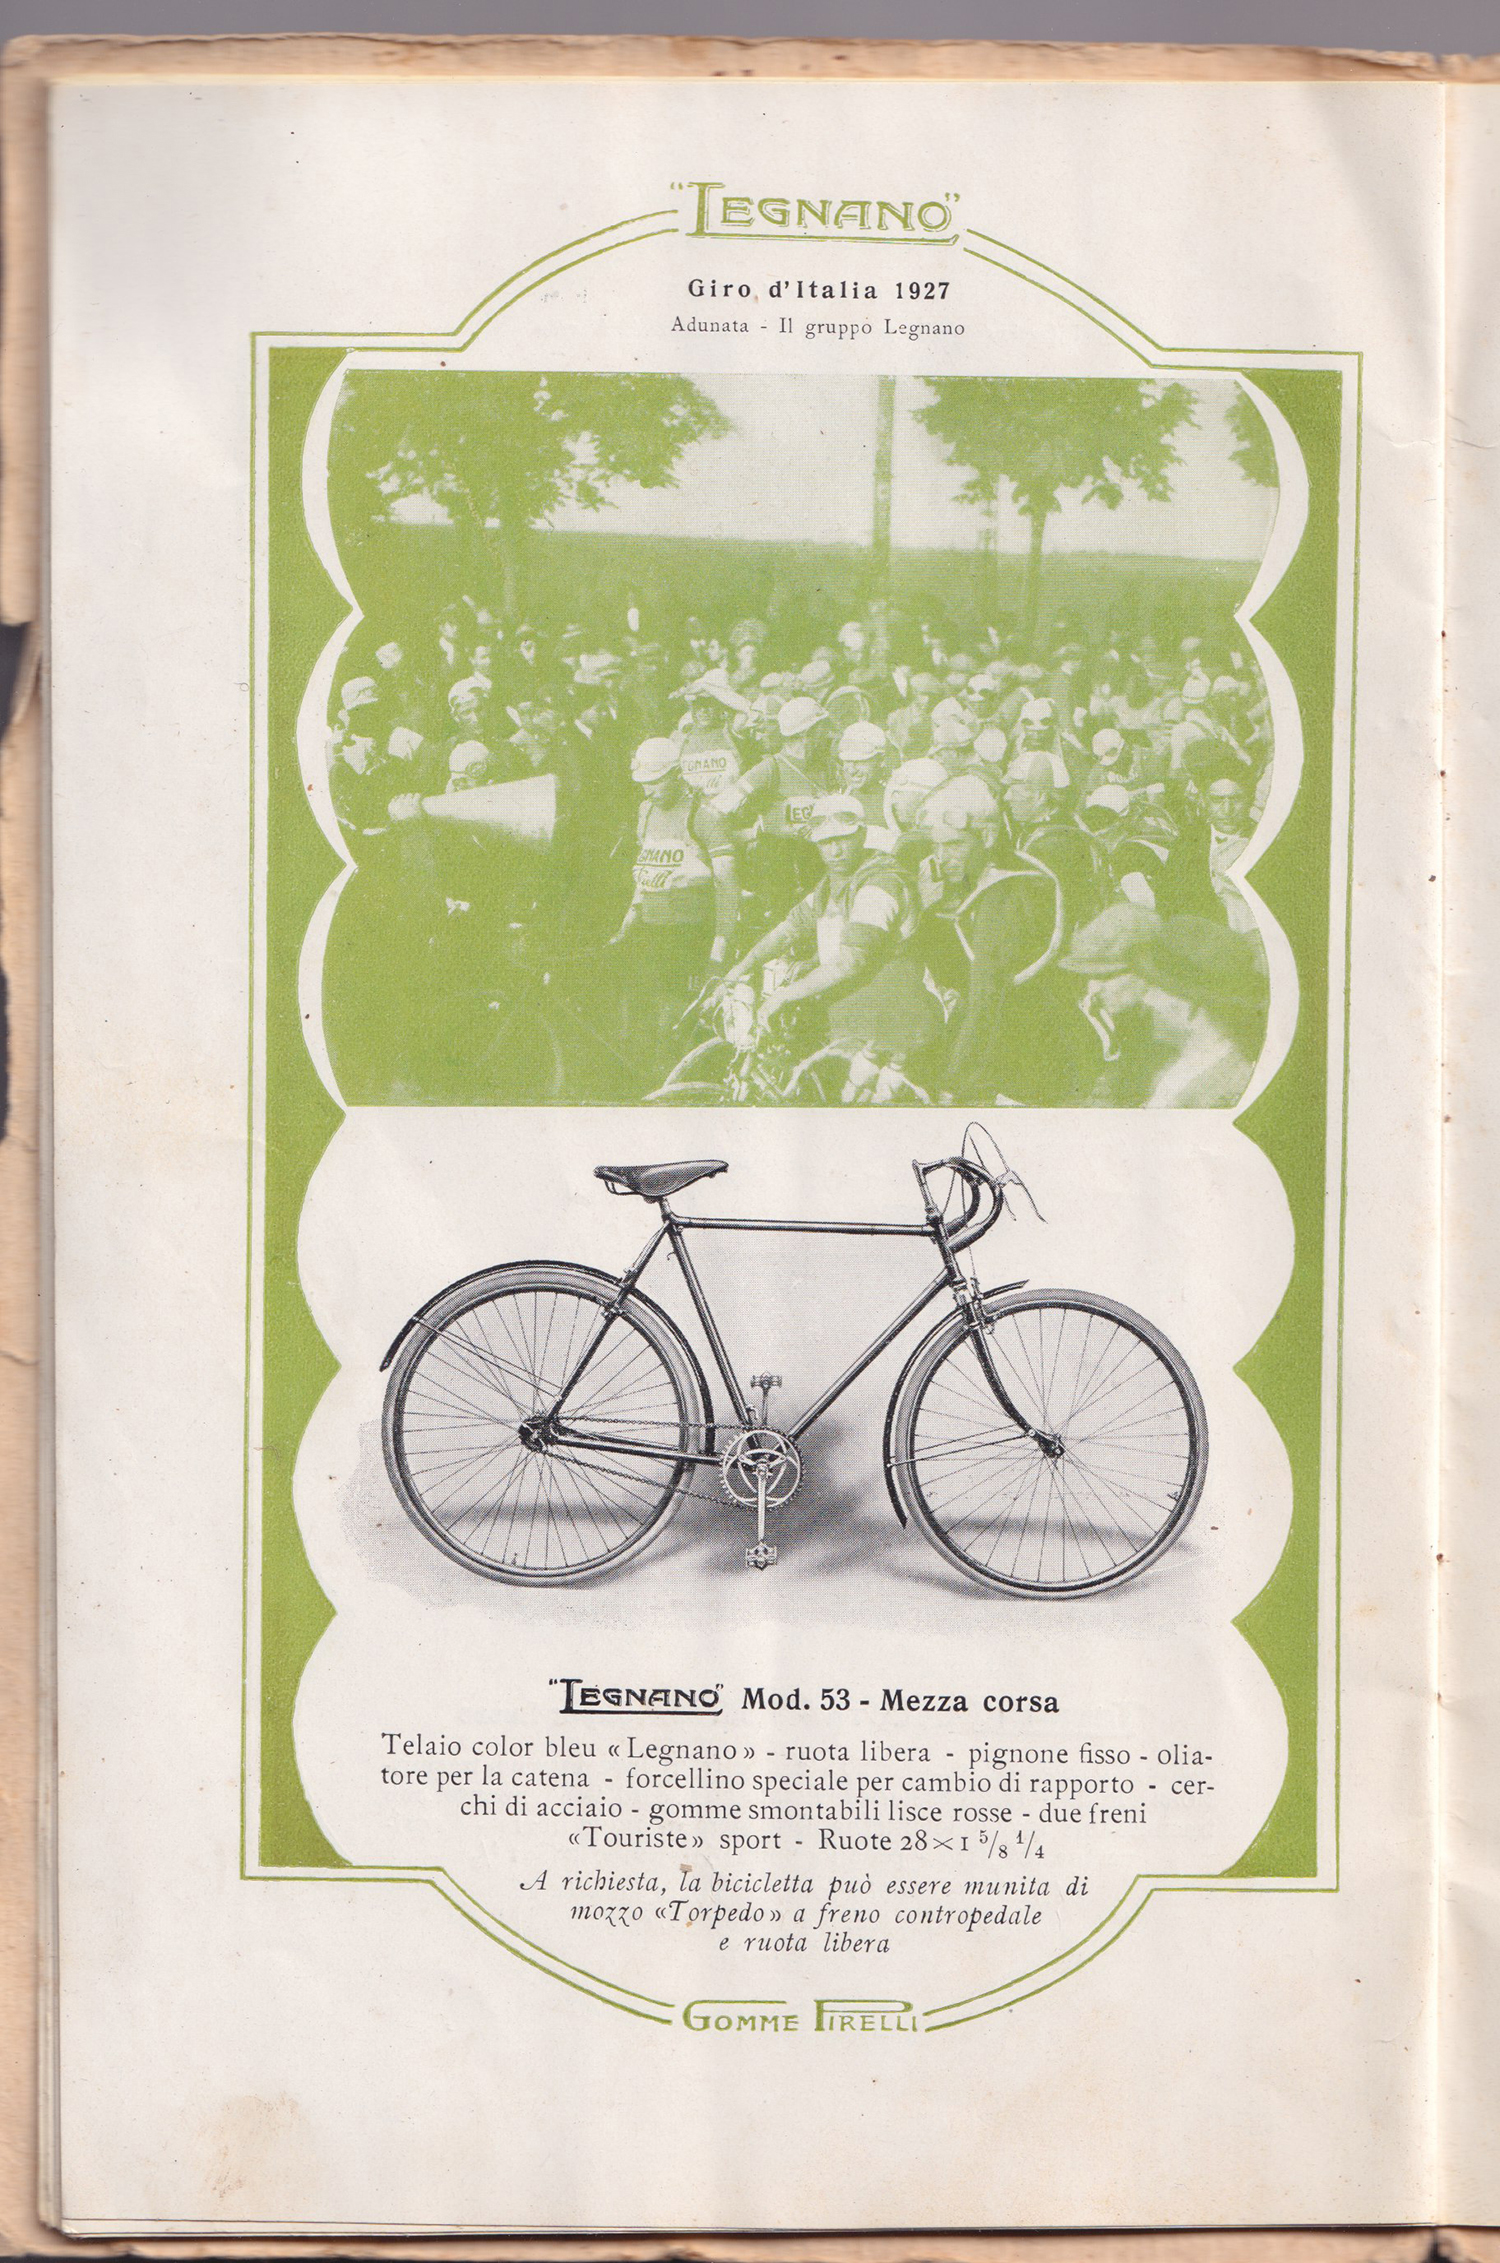 "LEGNANO"
Giro d'Italia 1927
Adunata - Il gruppo Legnano
GNANO
LEG
GNANO
"LEGNANO" Mod. 53 - Mezza corsa
Telaio color bleu «Legnano» - ruota libera - pignone fisso - olia-
tore per la catena - forcellino speciale per cambio di rapporto - cer-
chi di acciaio - gomme smontabili lisce rosse - due freni
«Touriste» sport - Ruote 28×1 5/8 1/4
A richiesta, la bicicletta può essere munita di
mozzo «Torpedo» a freno contropedale
e ruota libera
GOMME PIRELLI